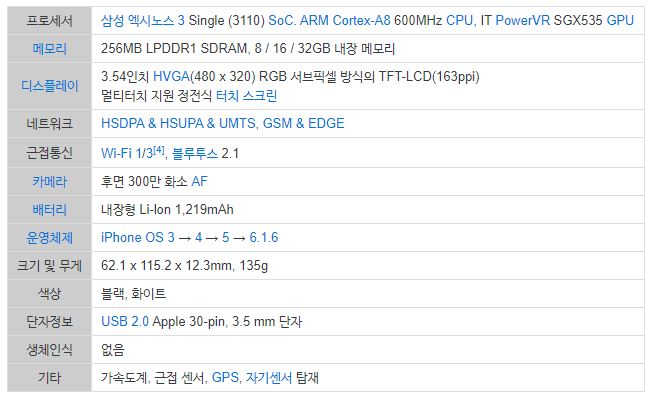 프로세서 삼성 엑시노스 3 Single (3110) SoC. ARM Cortex-A8 600MHz CPU, IT PowerVR SGX535 GPU
메모리 256MB LPDDR1 SDRAM, 8 / 16 / 32GB 내장 메모리
디스플레이 3.54인치 HVGA(480 x 320) RGB 서브픽셀 방식의 TFT-LCD(163ppi)
멀티터치 지원 정전식 터치 스크린
네트워크 HSDPA & HSUPA & UMTS, GSM & EDGE
근접통신 Wi-Fi 1/3[4], 블루투스 2.1
카메라 후면 300만 화소 AF
배터리 내장형 Li-Ion 1,219mAh
운영체제 iPhone OS 3 → 4 → 5 → 6.1.6
크기 및 무게 62.1 x 115.2 x 12.3mm, 135g
색상 블랙, 화이트
단자정보 USB 2.0 Apple 30-pin, 3.5 mm 단자
생체인식 없음
기타 가속도계, 근접 센서, GPS, 자기센서 탑재